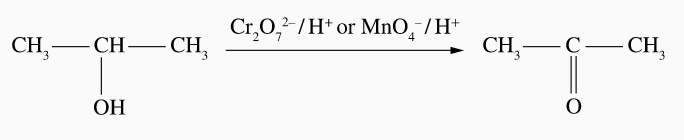 Cr₂O₇²⁻/H⁺ or MnO₄⁻/H⁺
CH₃—CH—CH₃ CH₃—C—CH₃
OH O